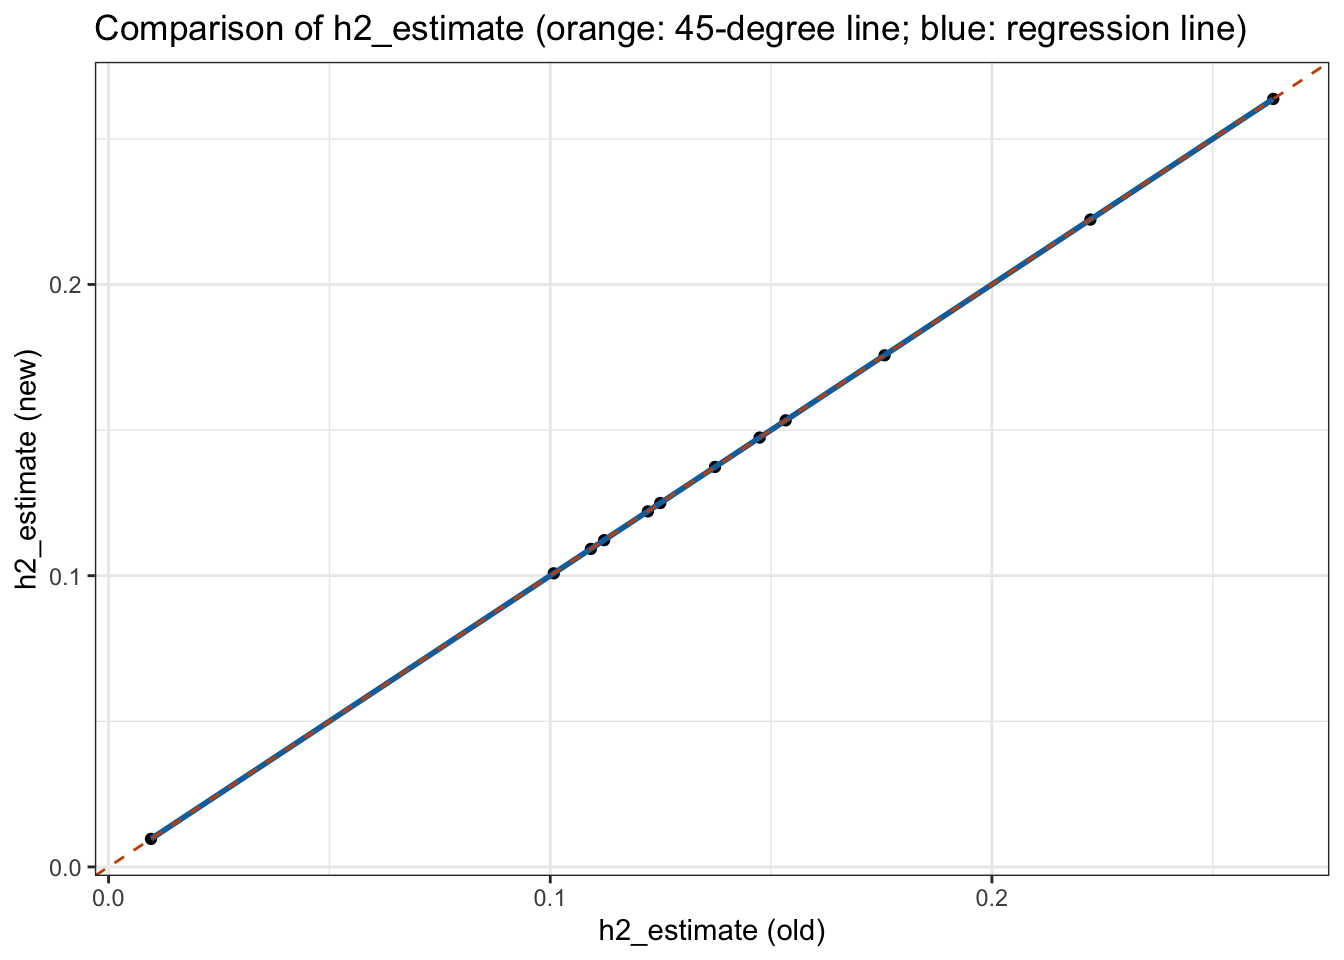 Comparison of h2_estimate (orange: 45-degree line; blue: regression line)
h2_estimate (new)
0.2
0.1
0.0
0.0
0.1
0.2
h2_estimate (old)